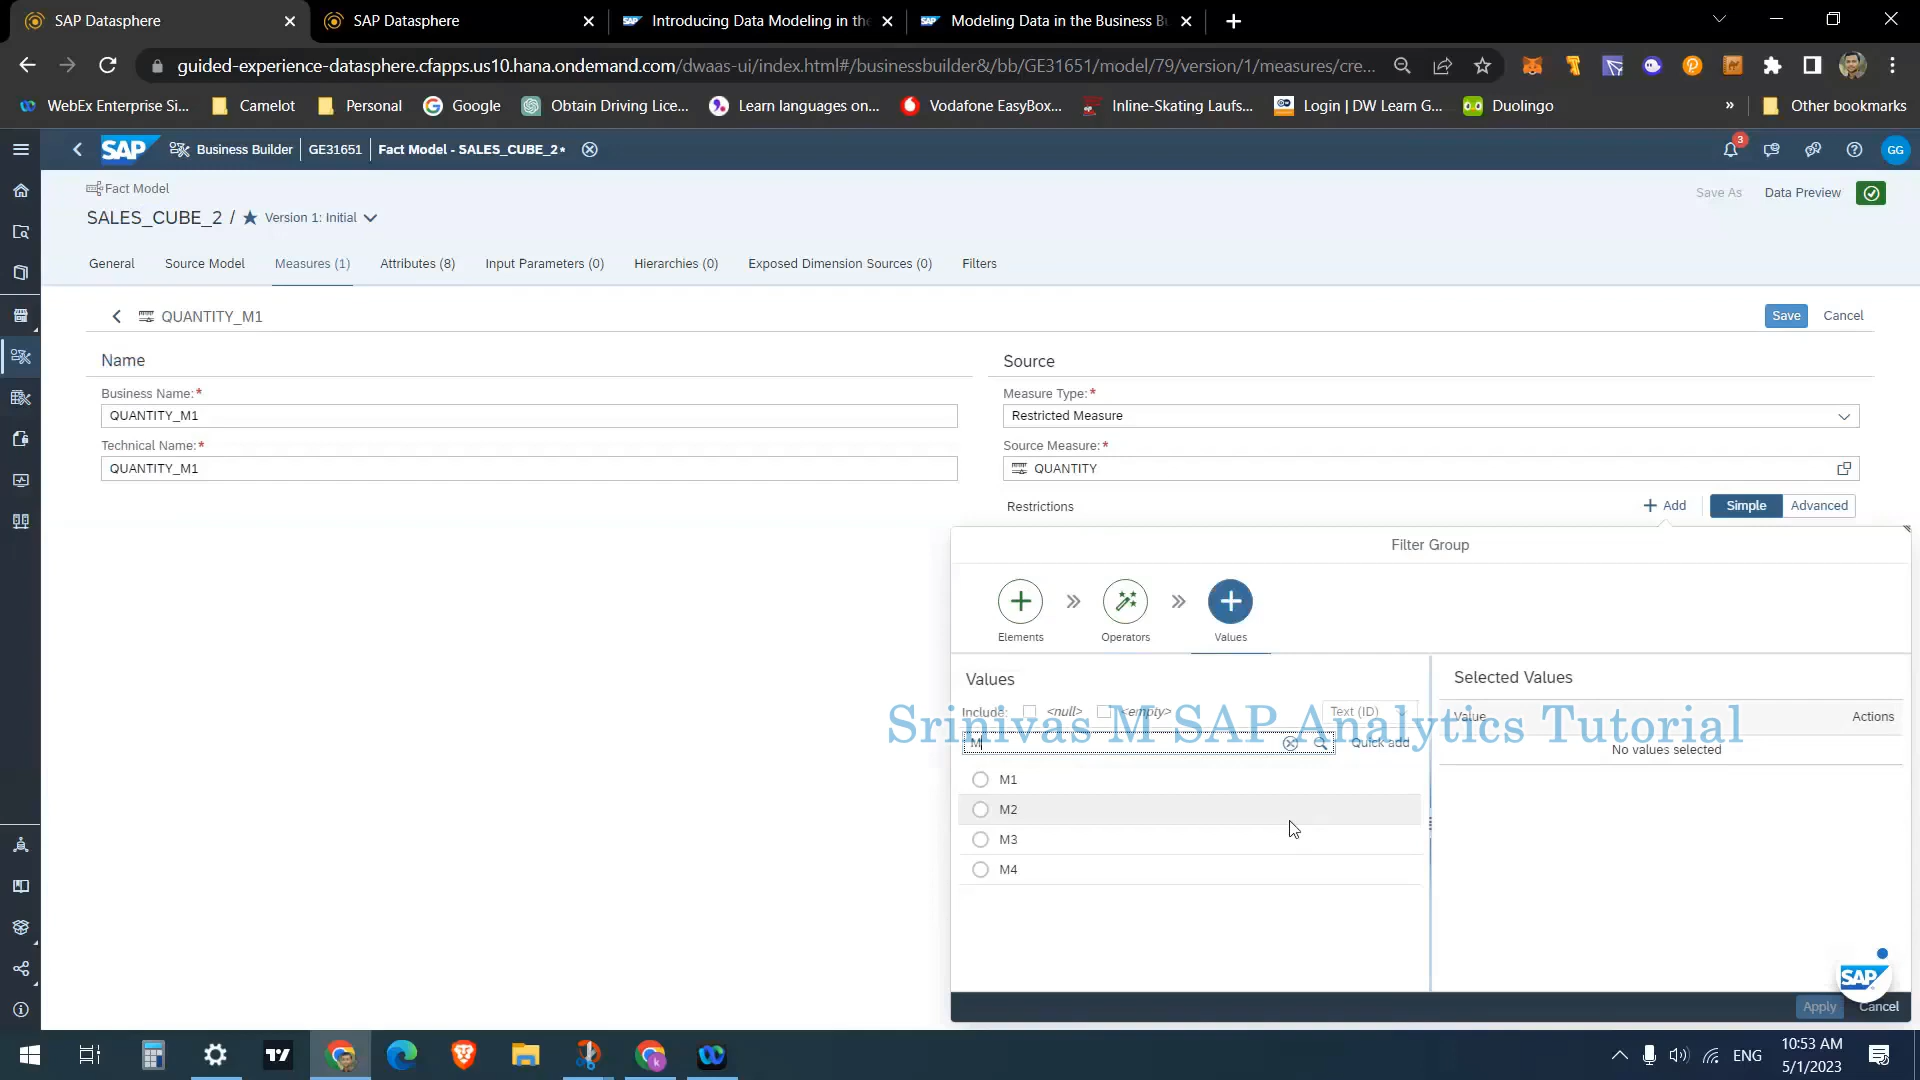 SAP Datasphere
SAP Datasphere
Introducing Data Modeling in the
Modeling Data in the Business B
guided-experience-datasphere.cfapps.us10.hana.ondemand.com/dwaas-ui/index.html#/businessbuilder&/bb/GE31651/model/79/version/1/measures/cre...
WebEx Enterprise Si...
Camelot
Personal
Google
Obtain Driving Lice...
Learn languages on...
Vodafone EasyBox...
Inline-Skating Laufs...
Login | DW Learn G...
Duolingo
»
Other bookmarks
SAP
Business Builder
GE31651
Fact Model - SALES_CUBE_2*
3
GG
Fact Model
Save As
Data Preview
SALES_CUBE_2 /
Version 1: Initial
General
Source Model
Measures (1)
Attributes (8)
Input Parameters (0)
Hierarchies (0)
Exposed Dimension Sources (0)
Filters
QUANTITY_M1
Save
Cancel
Name
Source
Business Name:*
Measure Type:*
QUANTITY_M1
Restricted Measure
Technical Name:*
Source Measure:*
QUANTITY_M1
QUANTITY
Restrictions
+ Add
Simple
Advanced
Filter Group
Elements
Operators
Values
Values
Selected Values
Include:
<null>
<empty>
Text (ID)
Value
Actions
Srinivas M SAP Analytics Tutorial
M
Quick add
No values selected
M1
M2
M3
M4
SAP
Apply
Cancel
ENG
10:53 AM
5/1/2023